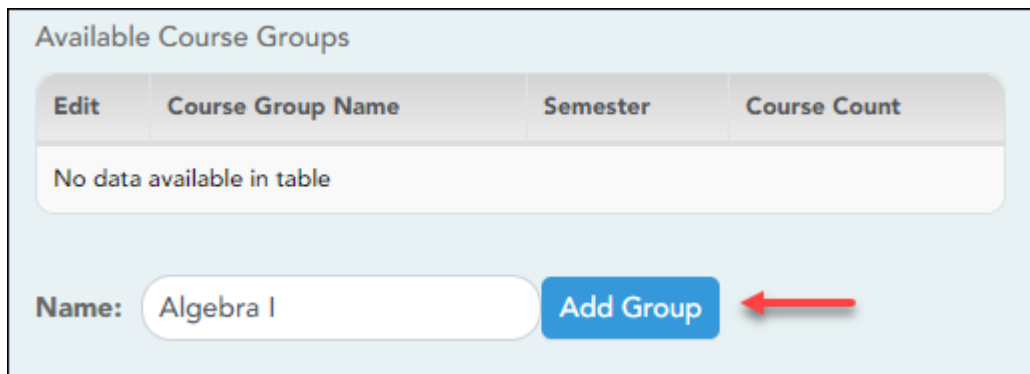 Available Course Groups
Edit Course Group Name Semester Course Count
No data available in table
Name: Algebra I Add Group